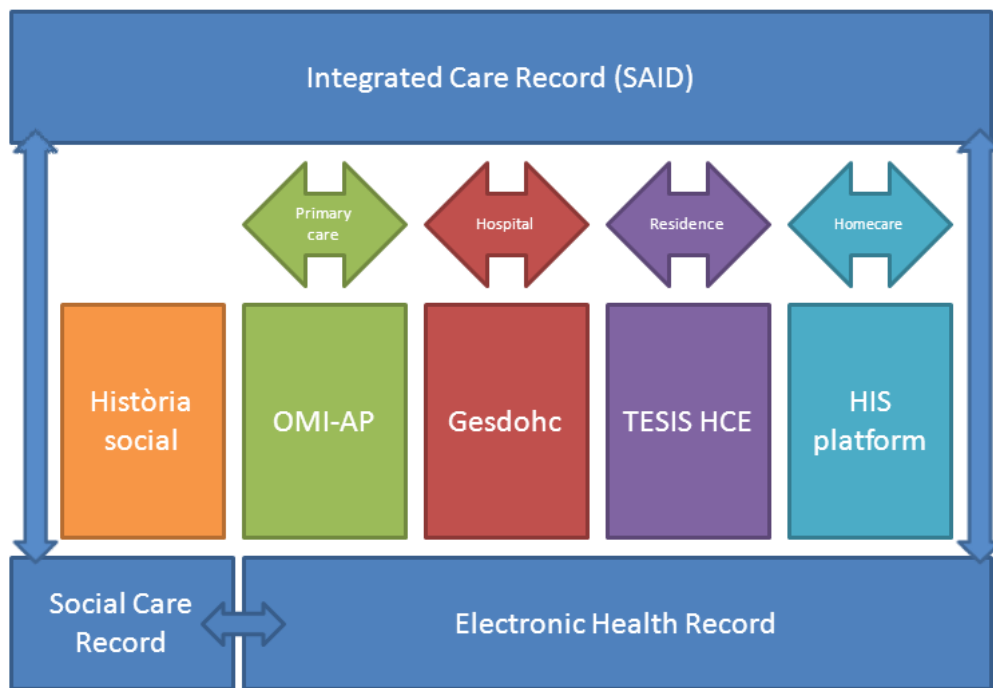 Integrated Care Record (SAID)
Primary
care
Hospital
Residence
Homecare
Història
social
OMI-AP
Gesdohc
TESIS HCE
HIS
platform
Social Care
Record
Electronic Health Record